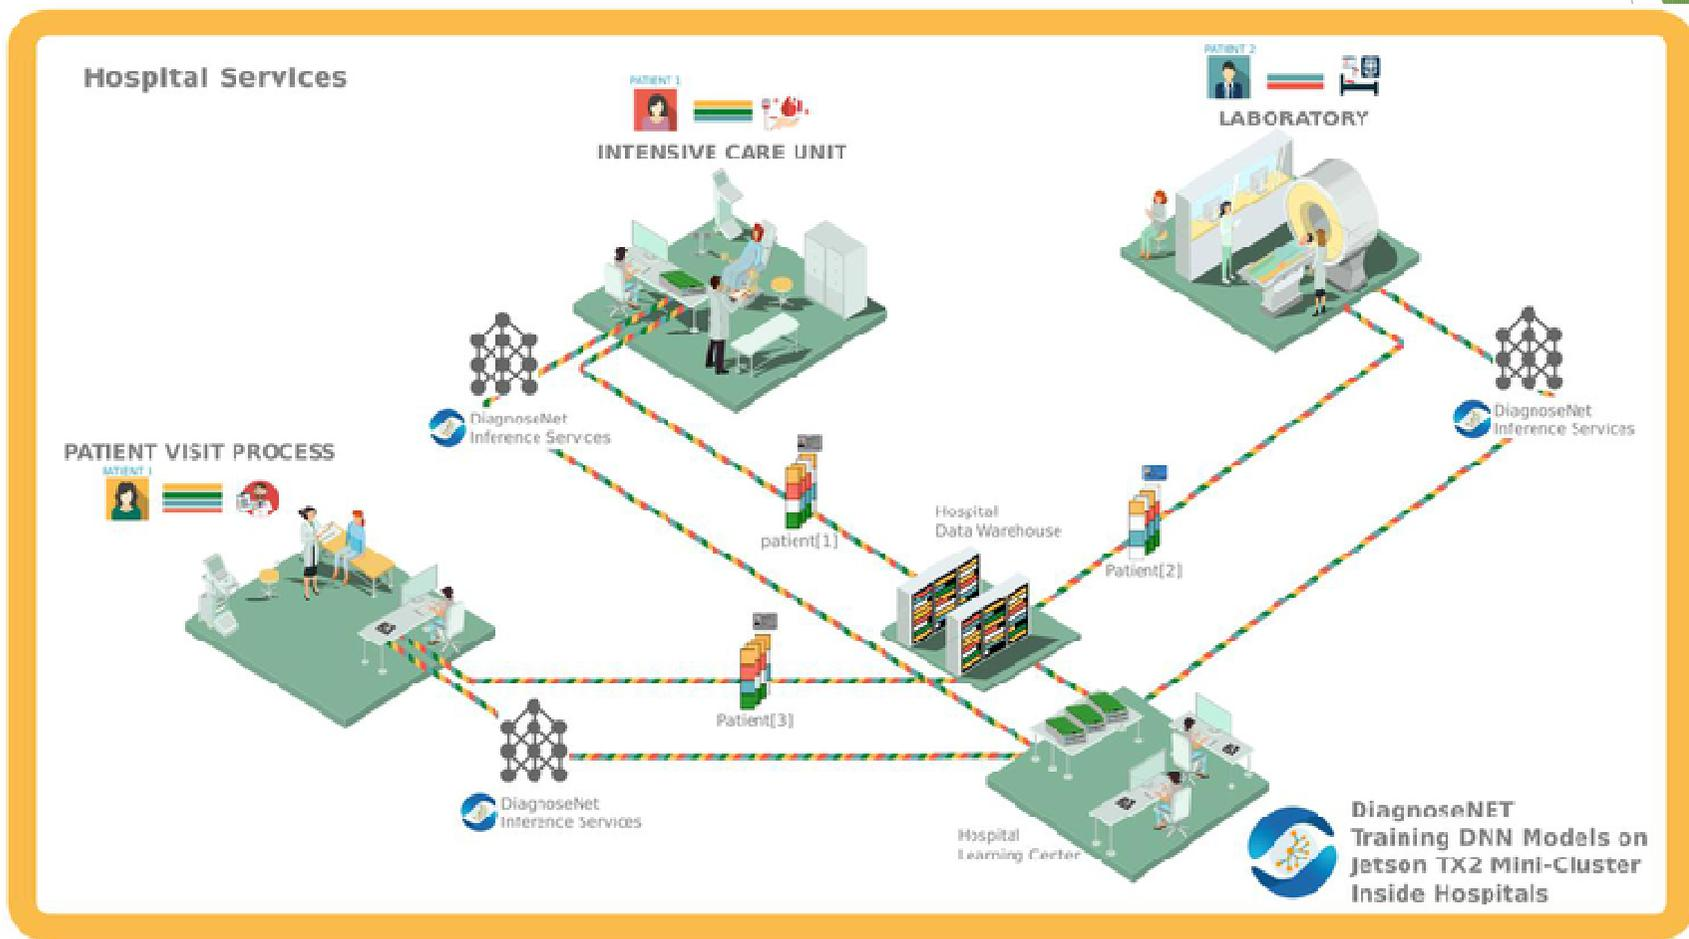 Hospital Services
PATIENT 1
INTENSIVE CARE UNIT
PATIENT 2
LABORATORY
DiagnoseNet
Inference Services
DiagnoseNet
Inference Services
PATIENT VISIT PROCESS
PATIENT 1
patient[1]
Hospital
Data Warehouse
Patient[2]
Patient[3]
DiagnoseNet
Inference Services
Hospital
Learning Center
DiagnoseNET
Training DNN Models on
Jetson TX2 Mini-Cluster
Inside Hospitals